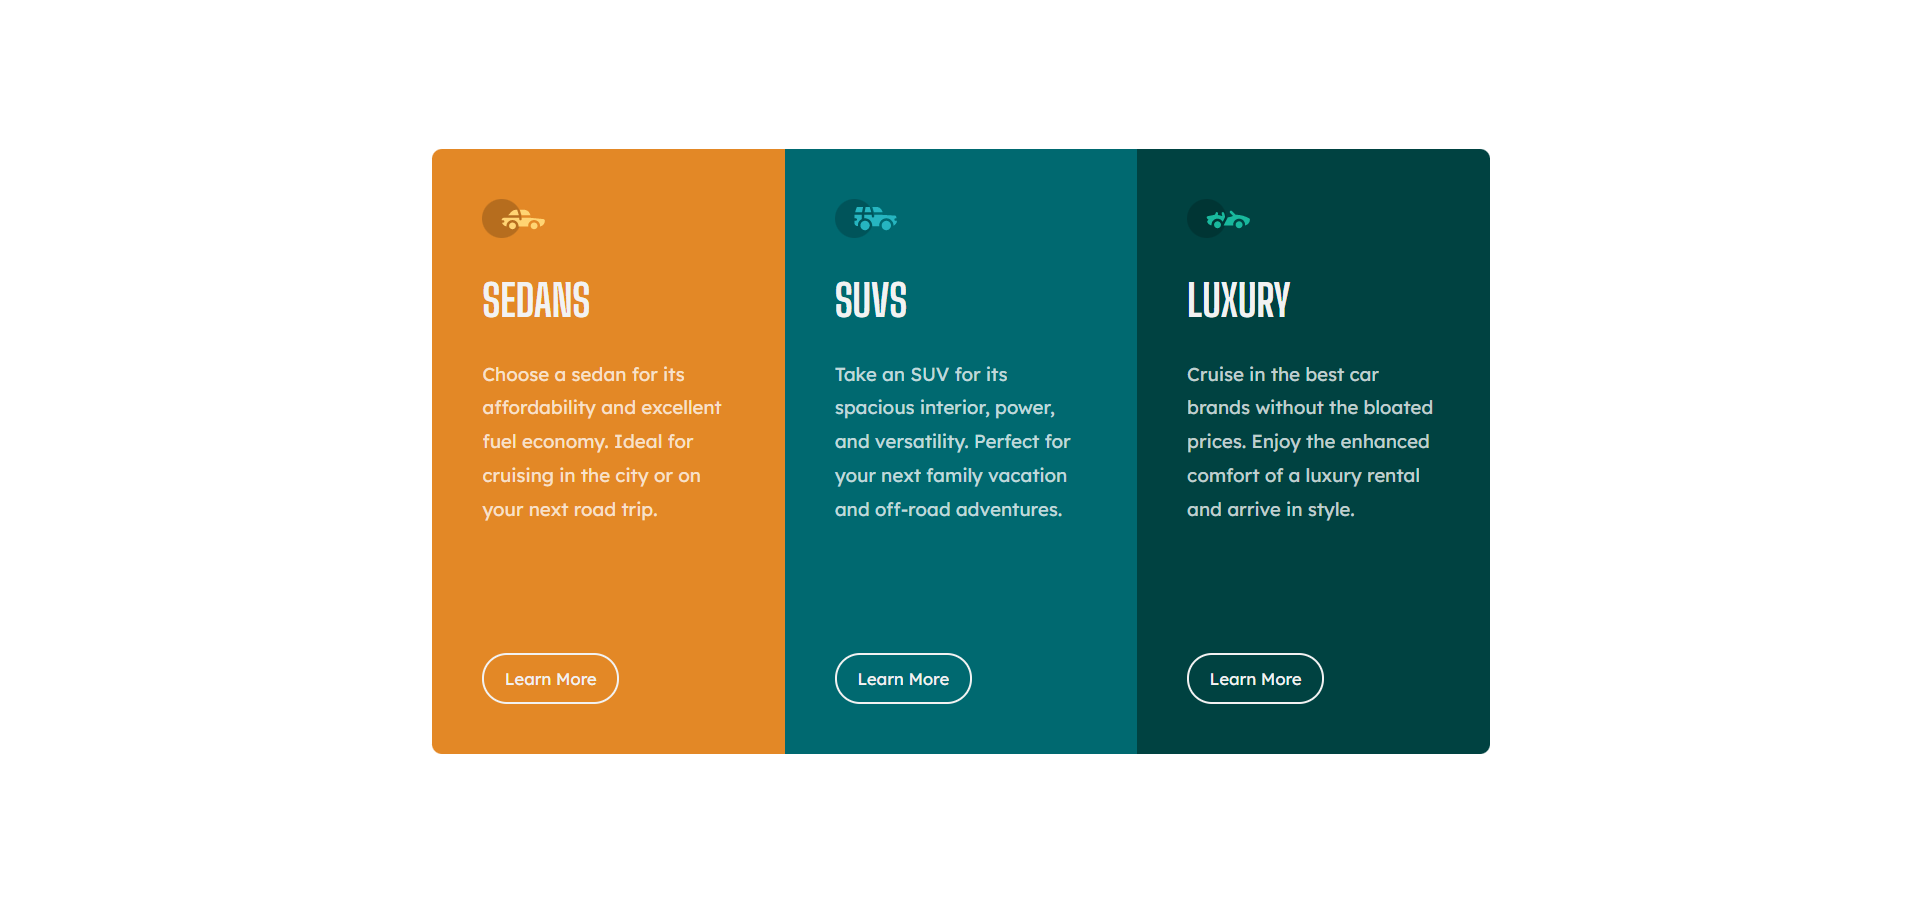 SEDANS
Choose a sedan for its
affordability and excellent
fuel economy. Ideal for
cruising in the city or on
your next road trip.
Learn More
SUVS
Take an SUV for its
spacious interior, power,
and versatility. Perfect for
your next family vacation
and off-road adventures.
Learn More
LUXURY
Cruise in the best car
brands without the bloated
prices. Enjoy the enhanced
comfort of a luxury rental
and arrive in style.
Learn More